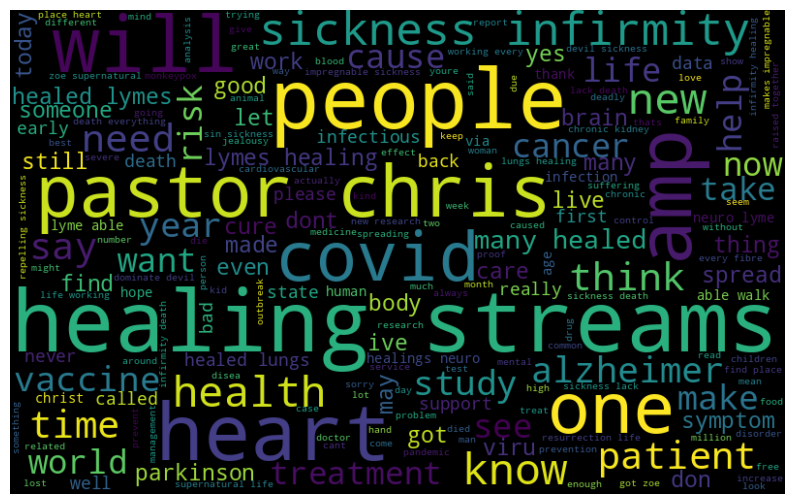 place heart
different mind trying
give
report working every devil sickness
today will sickness infirmity
analysis great way impregnable sickness youre
zoe supernatural monkeypox blood said
work cause yes life data show
thank lack death makes impregnable
healed lymes good people new help
someone risk let
animal due love
deadly thats
infirmity healing
raised together
early need jealousy infectious via brain
sin sickness woman keep family
death everything effect
best severe cardiovascular
chronic kidney
lungs healing
still death lymes healing back cancer many now
repelling sickness
going actually kind infection suffering chronic seem
pastor chris amp
please live take
lyme able year cure dont first neuro lyme
number new research two week caused control without
say made covid many healed thing
might die medicine spreading
dominate devil person much
proof
age every fibre
find want even care think spread
life working kid month sickness death
hope state human body really able walk
outbreak always research drug
infirmity death
bad healing streams
never around healed lungs ive healings neuro common read children
disea service test mental high sickness lack find place
vaccine christ called health may study alzheimer
something sorry lot day support treat mean food
case problem make
time heart got see one symptom
related prevent management doctor hand died man pandemic prevention million disorder
world viru know patient
cant come resurrection life free
lost well parkinson treatment don
supernatural life enough got zoe increase look